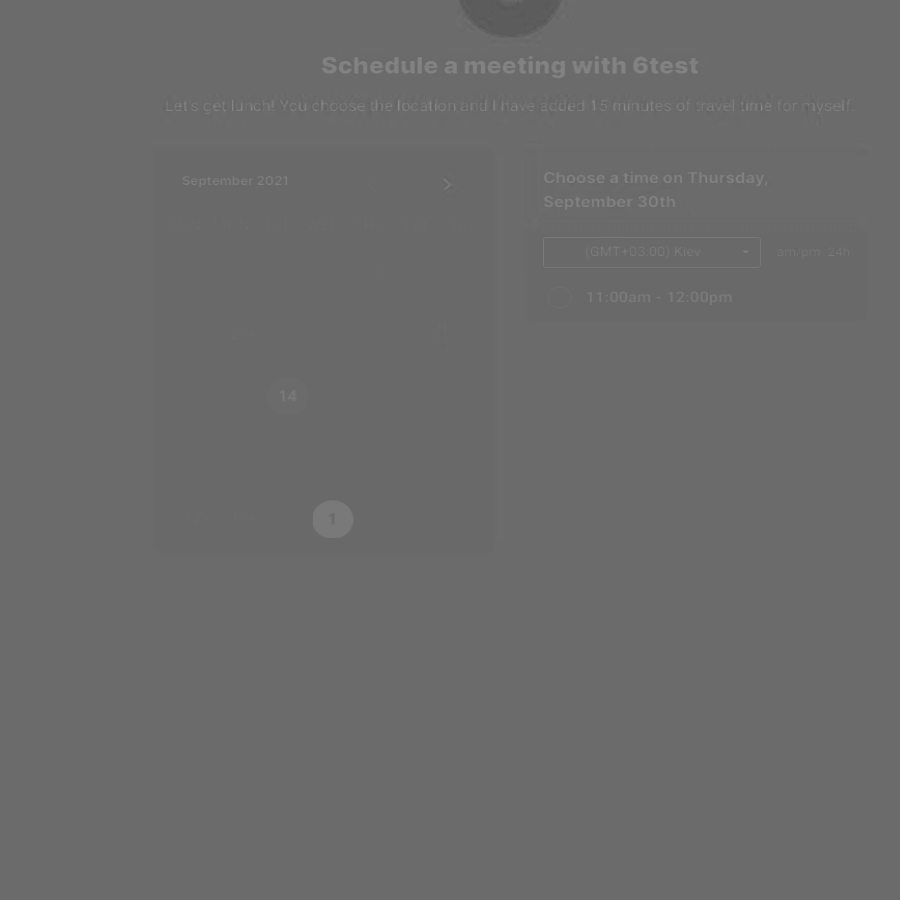 Schedule a meeting with 6test
Let's get lunch! You choose the location and I have added 15 minutes of travel time for myself.
September 2021
Choose a time on Thursday,
September 30th
(GMT+03:00) Kiev
am/pm 24h
11:00am - 12:00pm
14
1